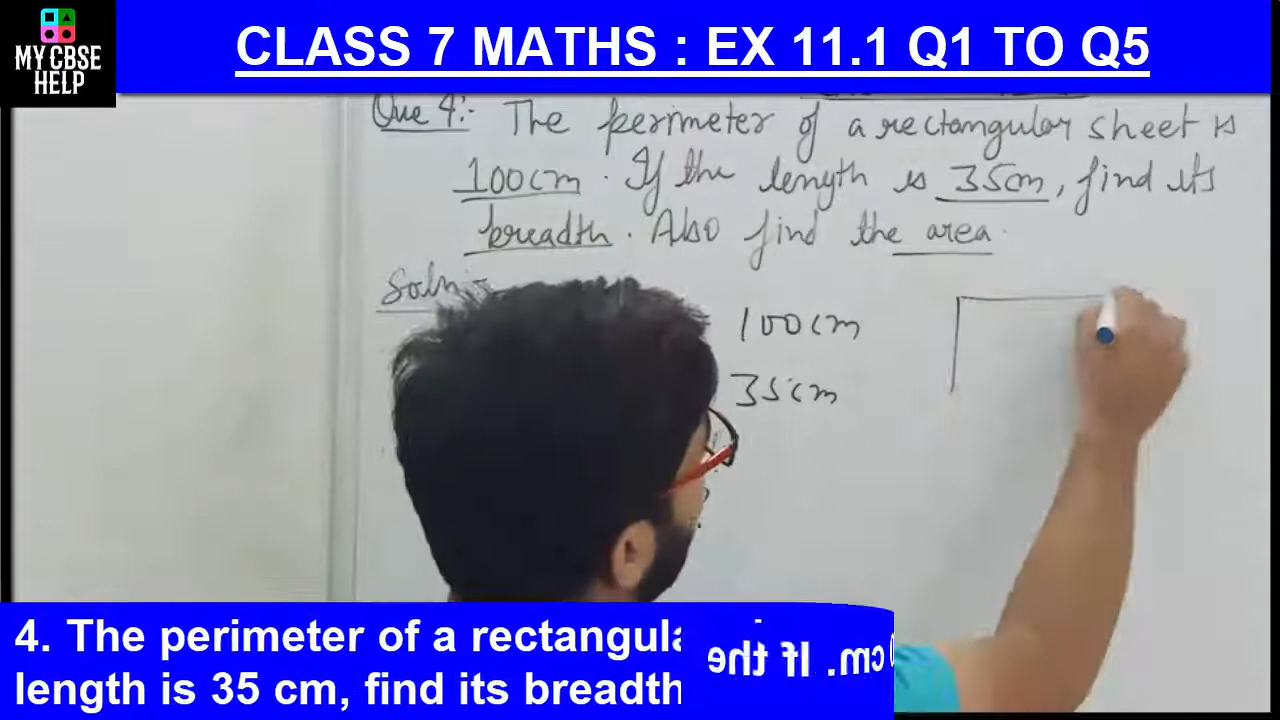 MY CBSE
HELP
CLASS 7 MATHS : EX 11.1 Q1 TO Q5
Que 4:- The perimeter of a rectangular sheet is
100cm. If the length is 35cm, find its
breadth. Also find the area.
Soln:-
100cm
35cm
4. The perimeter of a
cm. If the
length is 35 cm, find its breadth